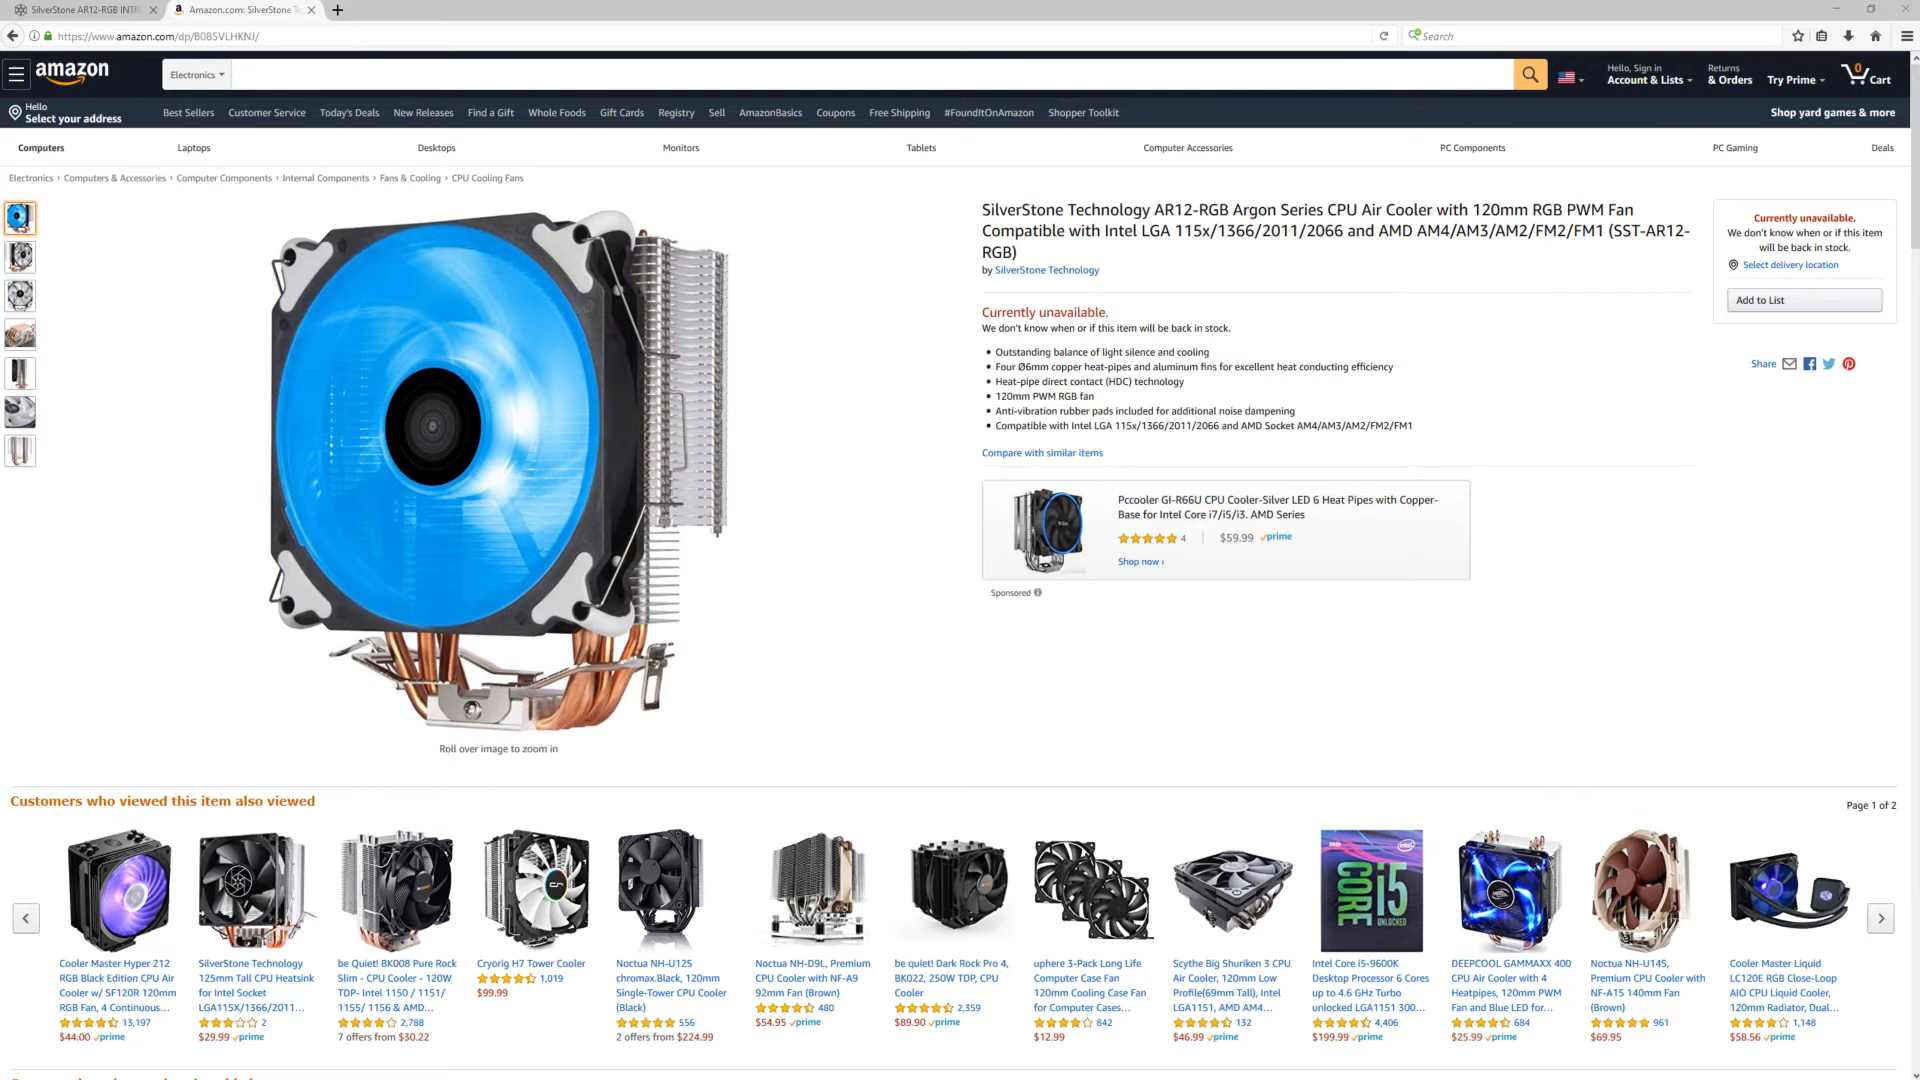 SilverStone AR12-RGB INTR
Amazon.com: SilverStone Te
https://www.amazon.com/dp/B085VLHKNJ/
Search
amazon
Electronics
Hello, Sign in
Account & Lists
Returns
& Orders
Try Prime
0
Cart
Hello
Select your address
Best Sellers
Customer Service
Today's Deals
New Releases
Find a Gift
Whole Foods
Gift Cards
Registry
Sell
AmazonBasics
Coupons
Free Shipping
#FoundItOnAmazon
Shopper Toolkit
Shop yard games & more
Computers
Laptops
Desktops
Monitors
Tablets
Computer Accessories
PC Components
PC Gaming
Deals
Electronics › Computers & Accessories › Computer Components › Internal Components › Fans & Cooling › CPU Cooling Fans
SilverStone Technology AR12-RGB Argon Series CPU Air Cooler with 120mm RGB PWM Fan
Compatible with Intel LGA 115x/1366/2011/2066 and AMD AM4/AM3/AM2/FM2/FM1 (SST-AR12-
RGB)
by SilverStone Technology
Currently unavailable.
We don't know when or if this item will be back in stock.
• Outstanding balance of light silence and cooling
• Four Ø6mm copper heat-pipes and aluminum fins for excellent heat conducting efficiency
• Heat-pipe direct contact (HDC) technology
• 120mm PWM RGB fan
• Anti-vibration rubber pads included for additional noise dampening
• Compatible with Intel LGA 115x/1366/2011/2066 and AMD Socket AM4/AM3/AM2/FM2/FM1
Compare with similar items
Pccooler GI-R66U CPU Cooler-Silver LED 6 Heat Pipes with Copper-
Base for Intel Core i7/i5/i3. AMD Series
4
$59.99 prime
Shop now ›
Sponsored
Currently unavailable.
We don't know when or if this item
will be back in stock.
Select delivery location
Add to List
Share
Roll over image to zoom in
Customers who viewed this item also viewed
Page 1 of 2
intel
CORE i5
UNLOCKED
Cooler Master Hyper 212
RGB Black Edition CPU Air
Cooler w/ SF120R 120mm
RGB Fan, 4 Continuous...
13,197
$44.00 prime
SilverStone Technology
125mm Tall CPU Heatsink
for Intel Socket
LGA115X/1366/2011...
2
$29.99 prime
be Quiet! BK008 Pure Rock
Slim - CPU Cooler - 120W
TDP- Intel 1150 / 1151/
1155/ 1156 & AMD...
2,788
7 offers from $30.22
Cryorig H7 Tower Cooler
1,019
$99.99
Noctua NH-U12S
chromax.Black, 120mm
Single-Tower CPU Cooler
(Black)
556
2 offers from $224.99
Noctua NH-D9L, Premium
CPU Cooler with NF-A9
92mm Fan (Brown)
480
$54.95 prime
be quiet! Dark Rock Pro 4,
BK022, 250W TDP, CPU
Cooler
2,359
$89.90 prime
uphere 3-Pack Long Life
Computer Case Fan
120mm Cooling Case Fan
for Computer Cases...
842
$12.99
Scythe Big Shuriken 3 CPU
Air Cooler, 120mm Low
Profile(69mm Tall), Intel
LGA1151, AMD AM4...
132
$46.99 prime
Intel Core i5-9600K
Desktop Processor 6 Cores
up to 4.6 GHz Turbo
unlocked LGA1151 300...
4,406
$199.99 prime
DEEPCOOL GAMMAXX 400
CPU Air Cooler with 4
Heatpipes, 120mm PWM
Fan and Blue LED for...
684
$25.99 prime
Noctua NH-U14S,
Premium CPU Cooler with
NF-A15 140mm Fan
(Brown)
961
$69.95
Cooler Master Liquid
LC120E RGB Close-Loop
AIO CPU Liquid Cooler,
120mm Radiator, Dual...
1,148
$58.56 prime